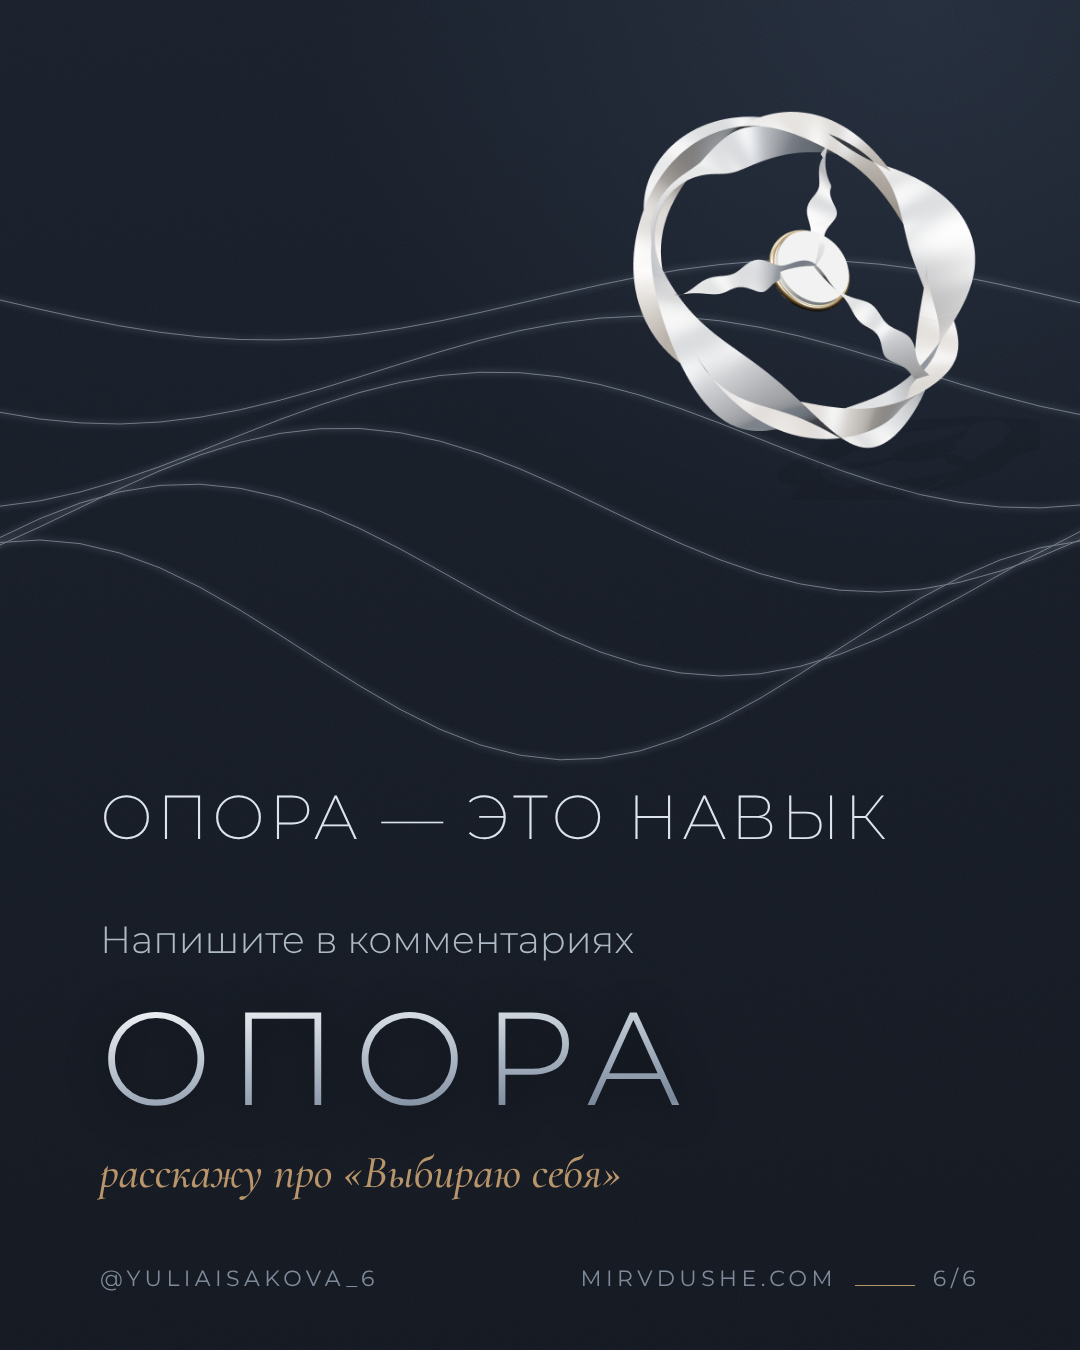 ОПОРА — ЭТО НАВЫК
Напишите в комментариях
ОПОРА
расскажу про «Выбираю себя»
@YULIAISAKOVA_6
MIRVDUSHE.COM 6/6